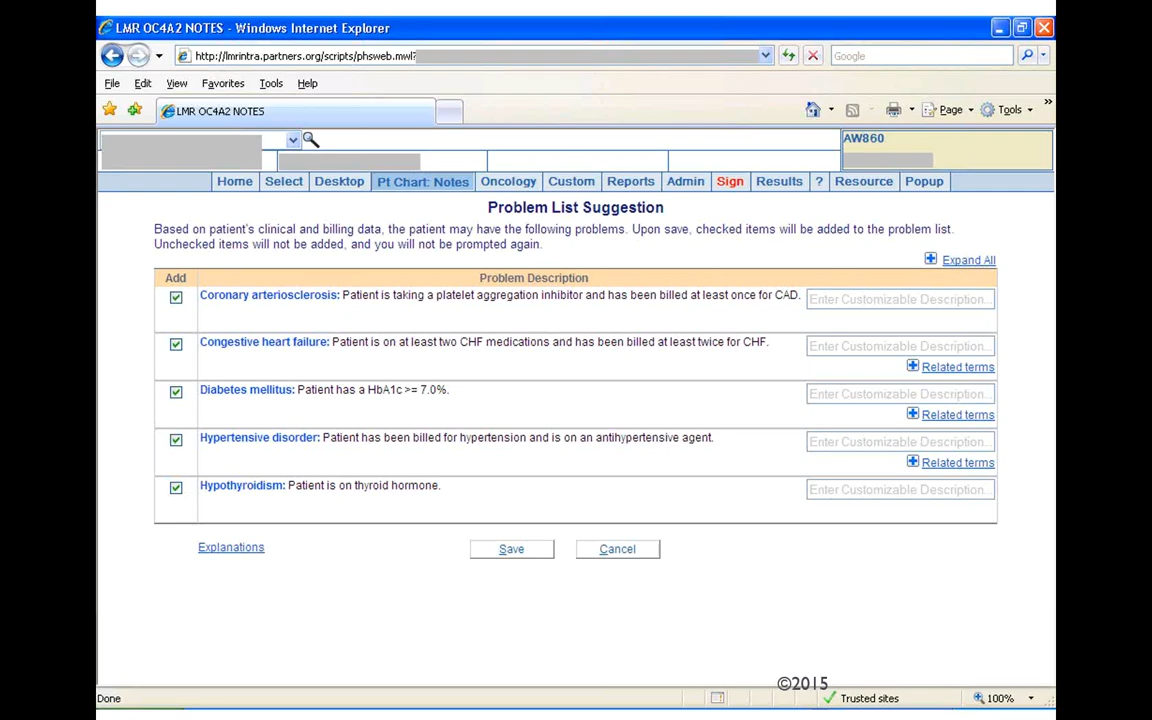 LMR OC4A2 NOTES - Windows Internet Explorer
http://lmrintra.partners.org/scripts/phsweb.mwl?
Google
File Edit View Favorites Tools Help
LMR OC4A2 NOTES
Page Tools »
AW860
Home Select Desktop Pt Chart: Notes Oncology Custom Reports Admin Sign Results ? Resource Popup
Problem List Suggestion
Based on patient's clinical and billing data, the patient may have the following problems. Upon save, checked items will be added to the problem list.
Unchecked items will not be added, and you will not be prompted again.
Expand All
Add Problem Description
Coronary arteriosclerosis: Patient is taking a platelet aggregation inhibitor and has been billed at least once for CAD. Enter Customizable Description...
Congestive heart failure: Patient is on at least two CHF medications and has been billed at least twice for CHF. Enter Customizable Description...
Related terms
Diabetes mellitus: Patient has a HbA1c >= 7.0%. Enter Customizable Description...
Related terms
Hypertensive disorder: Patient has been billed for hypertension and is on an antihypertensive agent. Enter Customizable Description...
Related terms
Hypothyroidism: Patient is on thyroid hormone. Enter Customizable Description...
Explanations Save Cancel
©2015
Done Trusted sites 100%